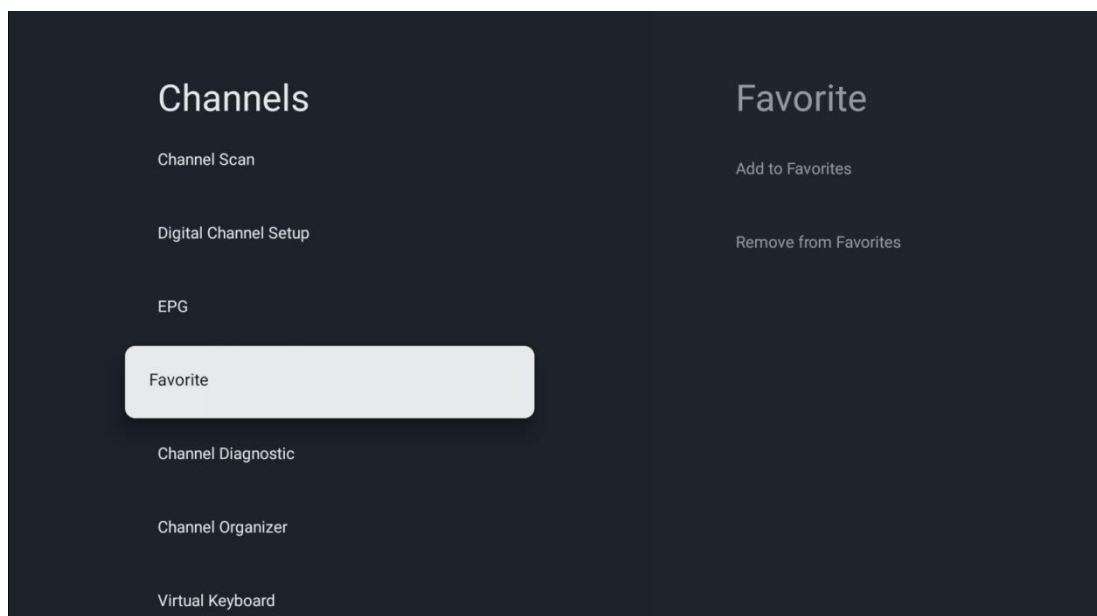 Channels
Channel Scan
Digital Channel Setup
EPG
Favorite
Channel Diagnostic
Channel Organizer
Virtual Keyboard
Favorite
Add to Favorites
Remove from Favorites